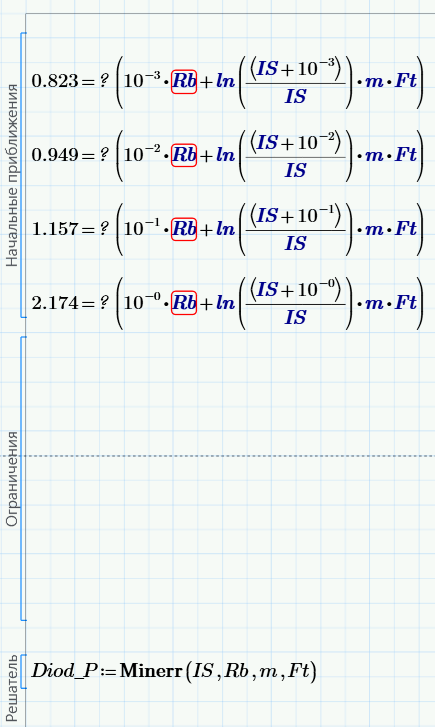 Начальные приближения
0.823 = ? (10⁻³ · Rb + ln((IS + 10⁻³) / IS) · m · Ft)
0.949 = ? (10⁻² · Rb + ln((IS + 10⁻²) / IS) · m · Ft)
1.157 = ? (10⁻¹ · Rb + ln((IS + 10⁻¹) / IS) · m · Ft)
2.174 = ? (10⁻⁰ · Rb + ln((IS + 10⁻⁰) / IS) · m · Ft)
Ограничения
Решатель
Diod_P := Minerr(IS, Rb, m, Ft)